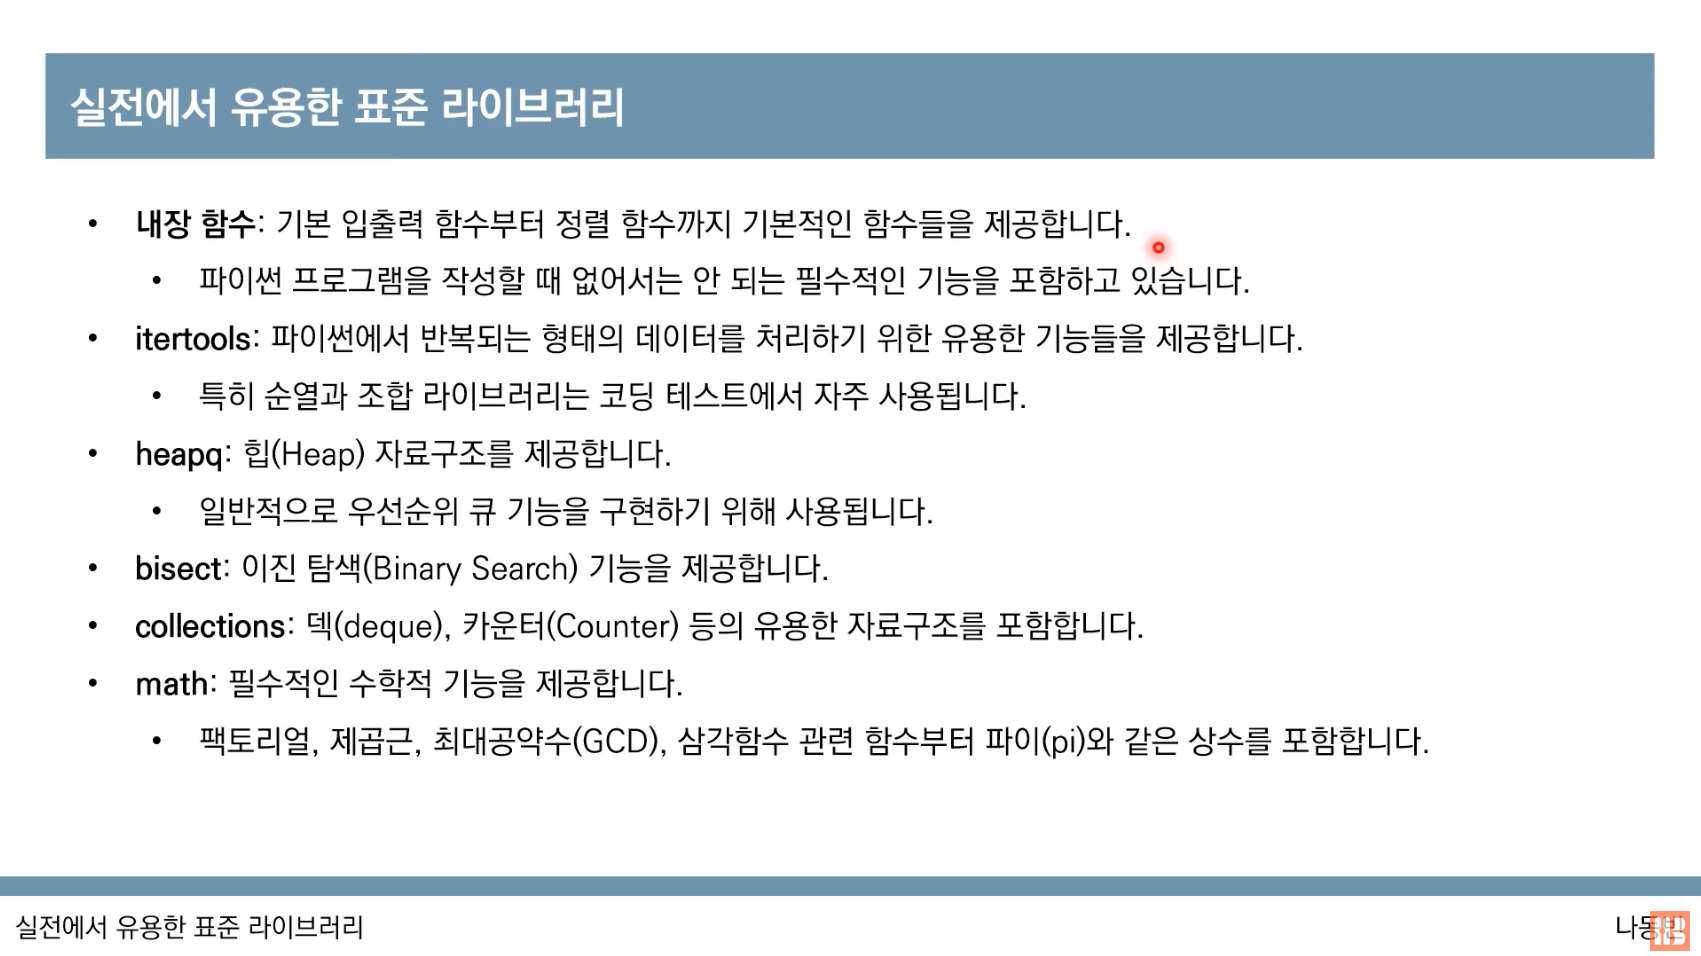 실전에서 유용한 표준 라이브러리
• 내장 함수: 기본 입출력 함수부터 정렬 함수까지 기본적인 함수들을 제공합니다.
• 파이썬 프로그램을 작성할 때 없어서는 안 되는 필수적인 기능을 포함하고 있습니다.
• itertools: 파이썬에서 반복되는 형태의 데이터를 처리하기 위한 유용한 기능들을 제공합니다.
• 특히 순열과 조합 라이브러리는 코딩 테스트에서 자주 사용됩니다.
• heapq: 힙(Heap) 자료구조를 제공합니다.
• 일반적으로 우선순위 큐 기능을 구현하기 위해 사용됩니다.
• bisect: 이진 탐색(Binary Search) 기능을 제공합니다.
• collections: 덱(deque), 카운터(Counter) 등의 유용한 자료구조를 포함합니다.
• math: 필수적인 수학적 기능을 제공합니다.
• 팩토리얼, 제곱근, 최대공약수(GCD), 삼각함수 관련 함수부터 파이(pi)와 같은 상수를 포함합니다.
실전에서 유용한 표준 라이브러리